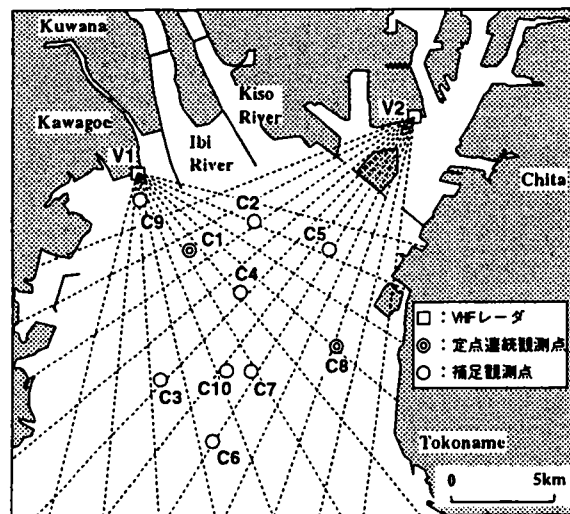 Kuwana
Kiso
River
V2
Kawagoe
V1
Ibi
River
Chita
C2
C9
C1
C5
C4
□ : VHFレーダ
◎ : 定点連続観測点
○ : 補足観測点
C8
C3
C10
C7
C6
Tokoname
0 5km